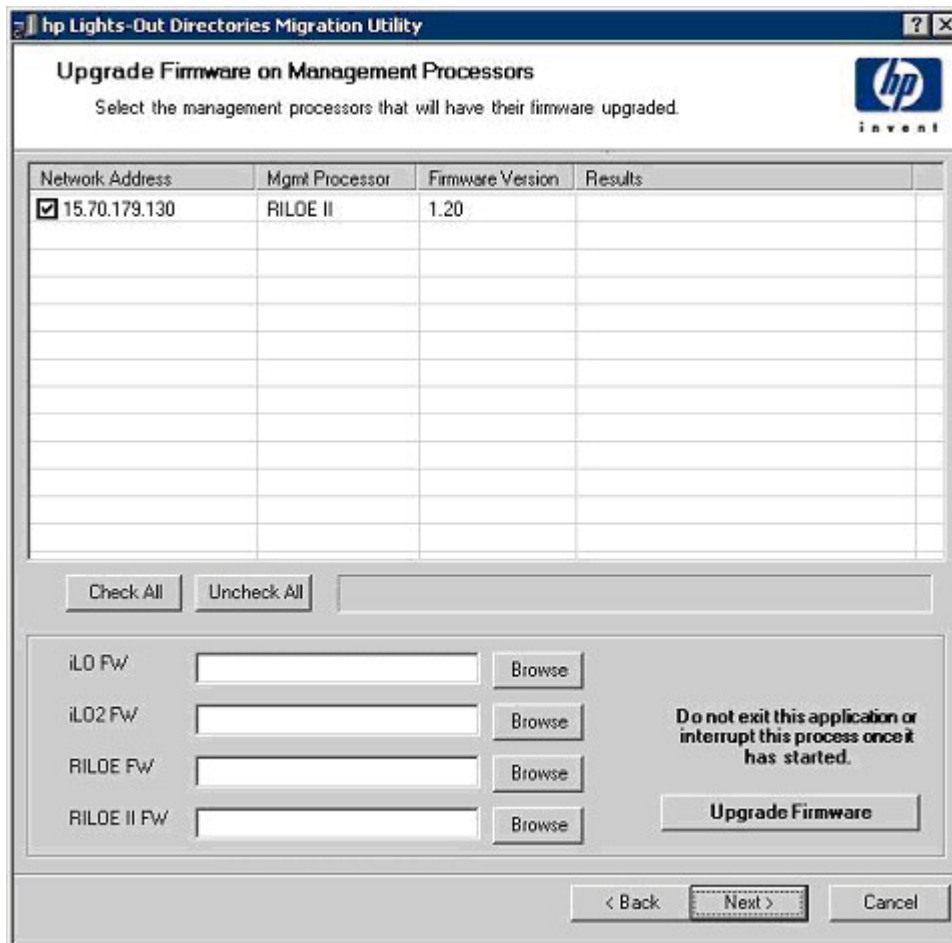 hp Lights-Out Directories Migration Utility
Upgrade Firmware on Management Processors
Select the management processors that will have their firmware upgraded.
hp
invent
Network Address Mgmt Processor Firmware Version Results
15.70.179.130 RILOE II 1.20
Check All Uncheck All
iLO FW Browse
iLO2 FW Browse
RILOE FW Browse
RILOE II FW Browse
Do not exit this application or
interrupt this process once it
has started.
Upgrade Firmware
< Back Next > Cancel